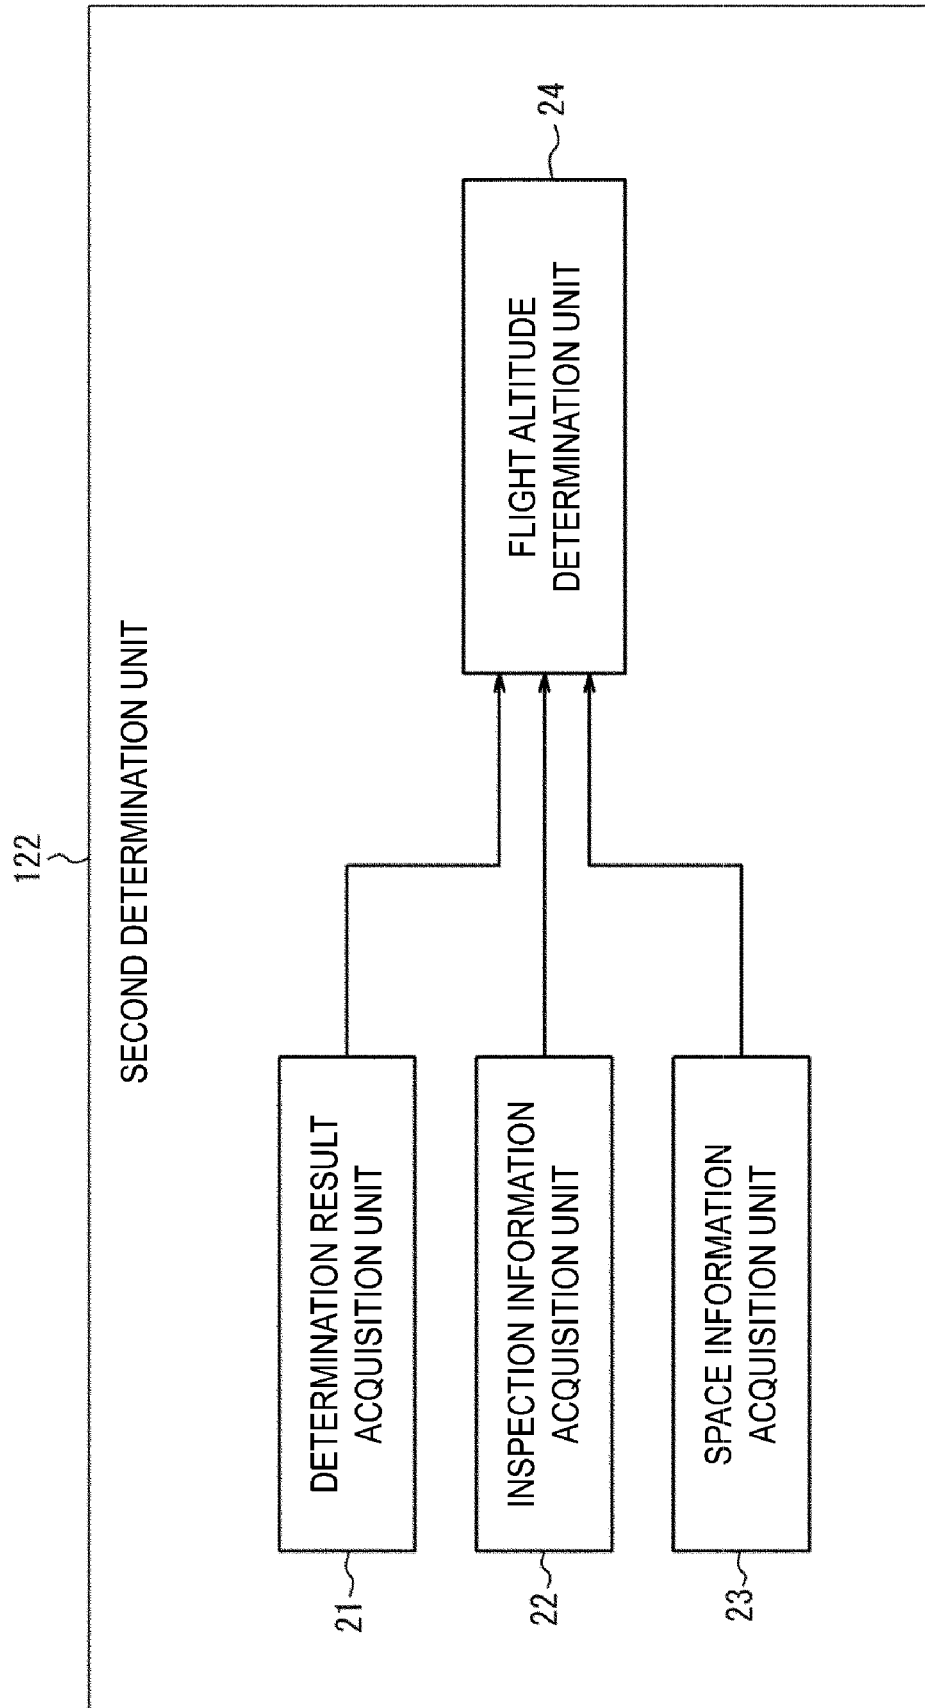 122
SECOND DETERMINATION UNIT
21
DETERMINATION RESULT
ACQUISITION UNIT
22
INSPECTION INFORMATION
ACQUISITION UNIT
23
SPACE INFORMATION
ACQUISITION UNIT
24
FLIGHT ALTITUDE
DETERMINATION UNIT